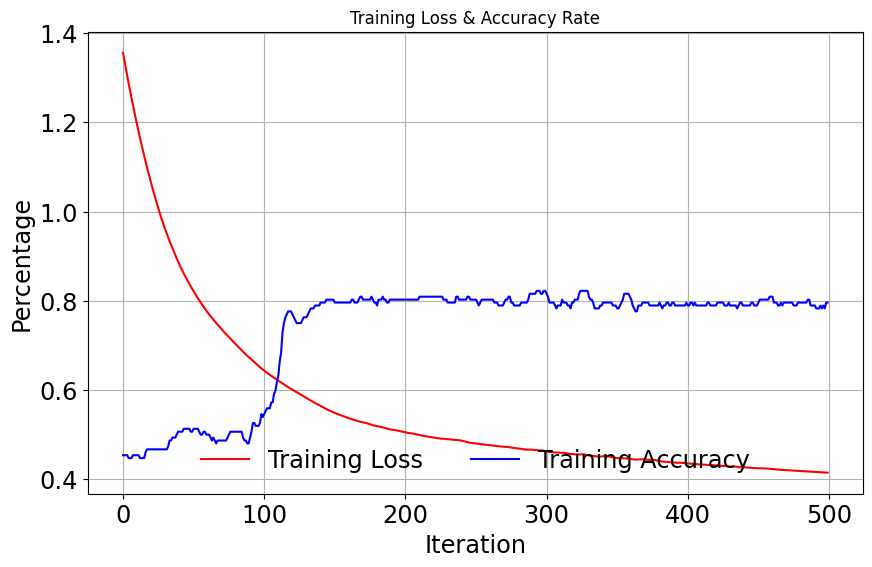 Training Loss & Accuracy Rate
1.4
1.2
1.0
0.8
0.6
0.4
Percentage
Training Loss
Training Accuracy
0 100 200 300 400 500
Iteration